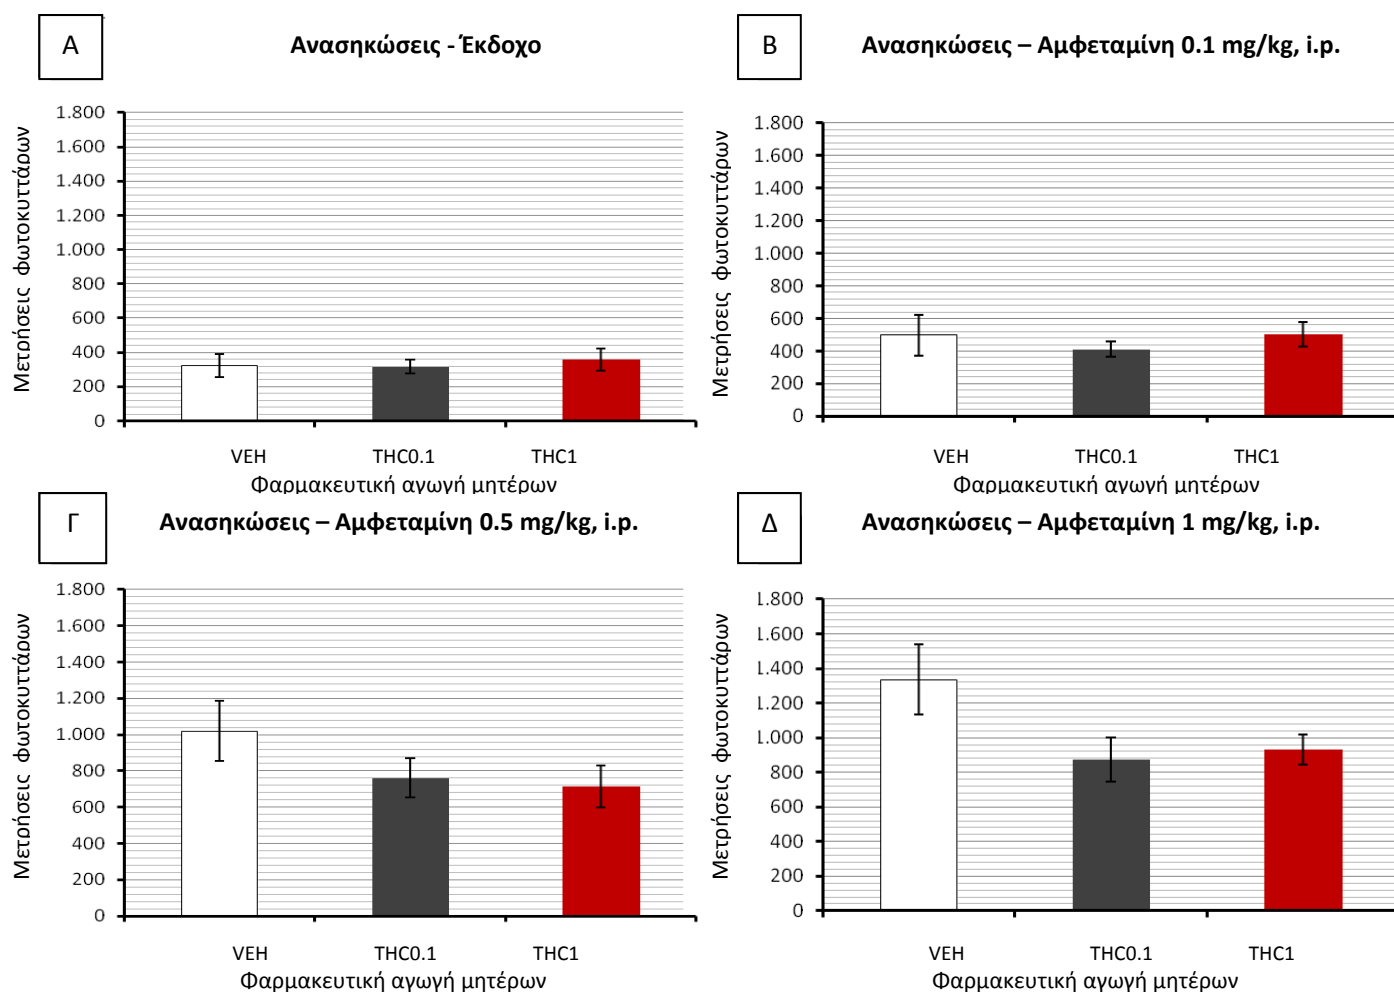 Α
Ανασηκώσεις - Έκδοχο
Μετρήσεις φωτοκυττάρων
1.800
1.600
1.400
1.200
1.000
800
600
400
200
0
VEH THC0.1 THC1
Φαρμακευτική αγωγή μητέρων
Β
Ανασηκώσεις – Αμφεταμίνη 0.1 mg/kg, i.p.
Μετρήσεις φωτοκυττάρων
1.800
1.600
1.400
1.200
1.000
800
600
400
200
0
VEH THC0.1 THC1
Φαρμακευτική αγωγή μητέρων
Γ
Ανασηκώσεις – Αμφεταμίνη 0.5 mg/kg, i.p.
Μετρήσεις φωτοκυττάρων
1.800
1.600
1.400
1.200
1.000
800
600
400
200
0
VEH THC0.1 THC1
Φαρμακευτική αγωγή μητέρων
Δ
Ανασηκώσεις – Αμφεταμίνη 1 mg/kg, i.p.
Μετρήσεις φωτοκυττάρων
1.800
1.600
1.400
1.200
1.000
800
600
400
200
0
VEH THC0.1 THC1
Φαρμακευτική αγωγή μητέρων